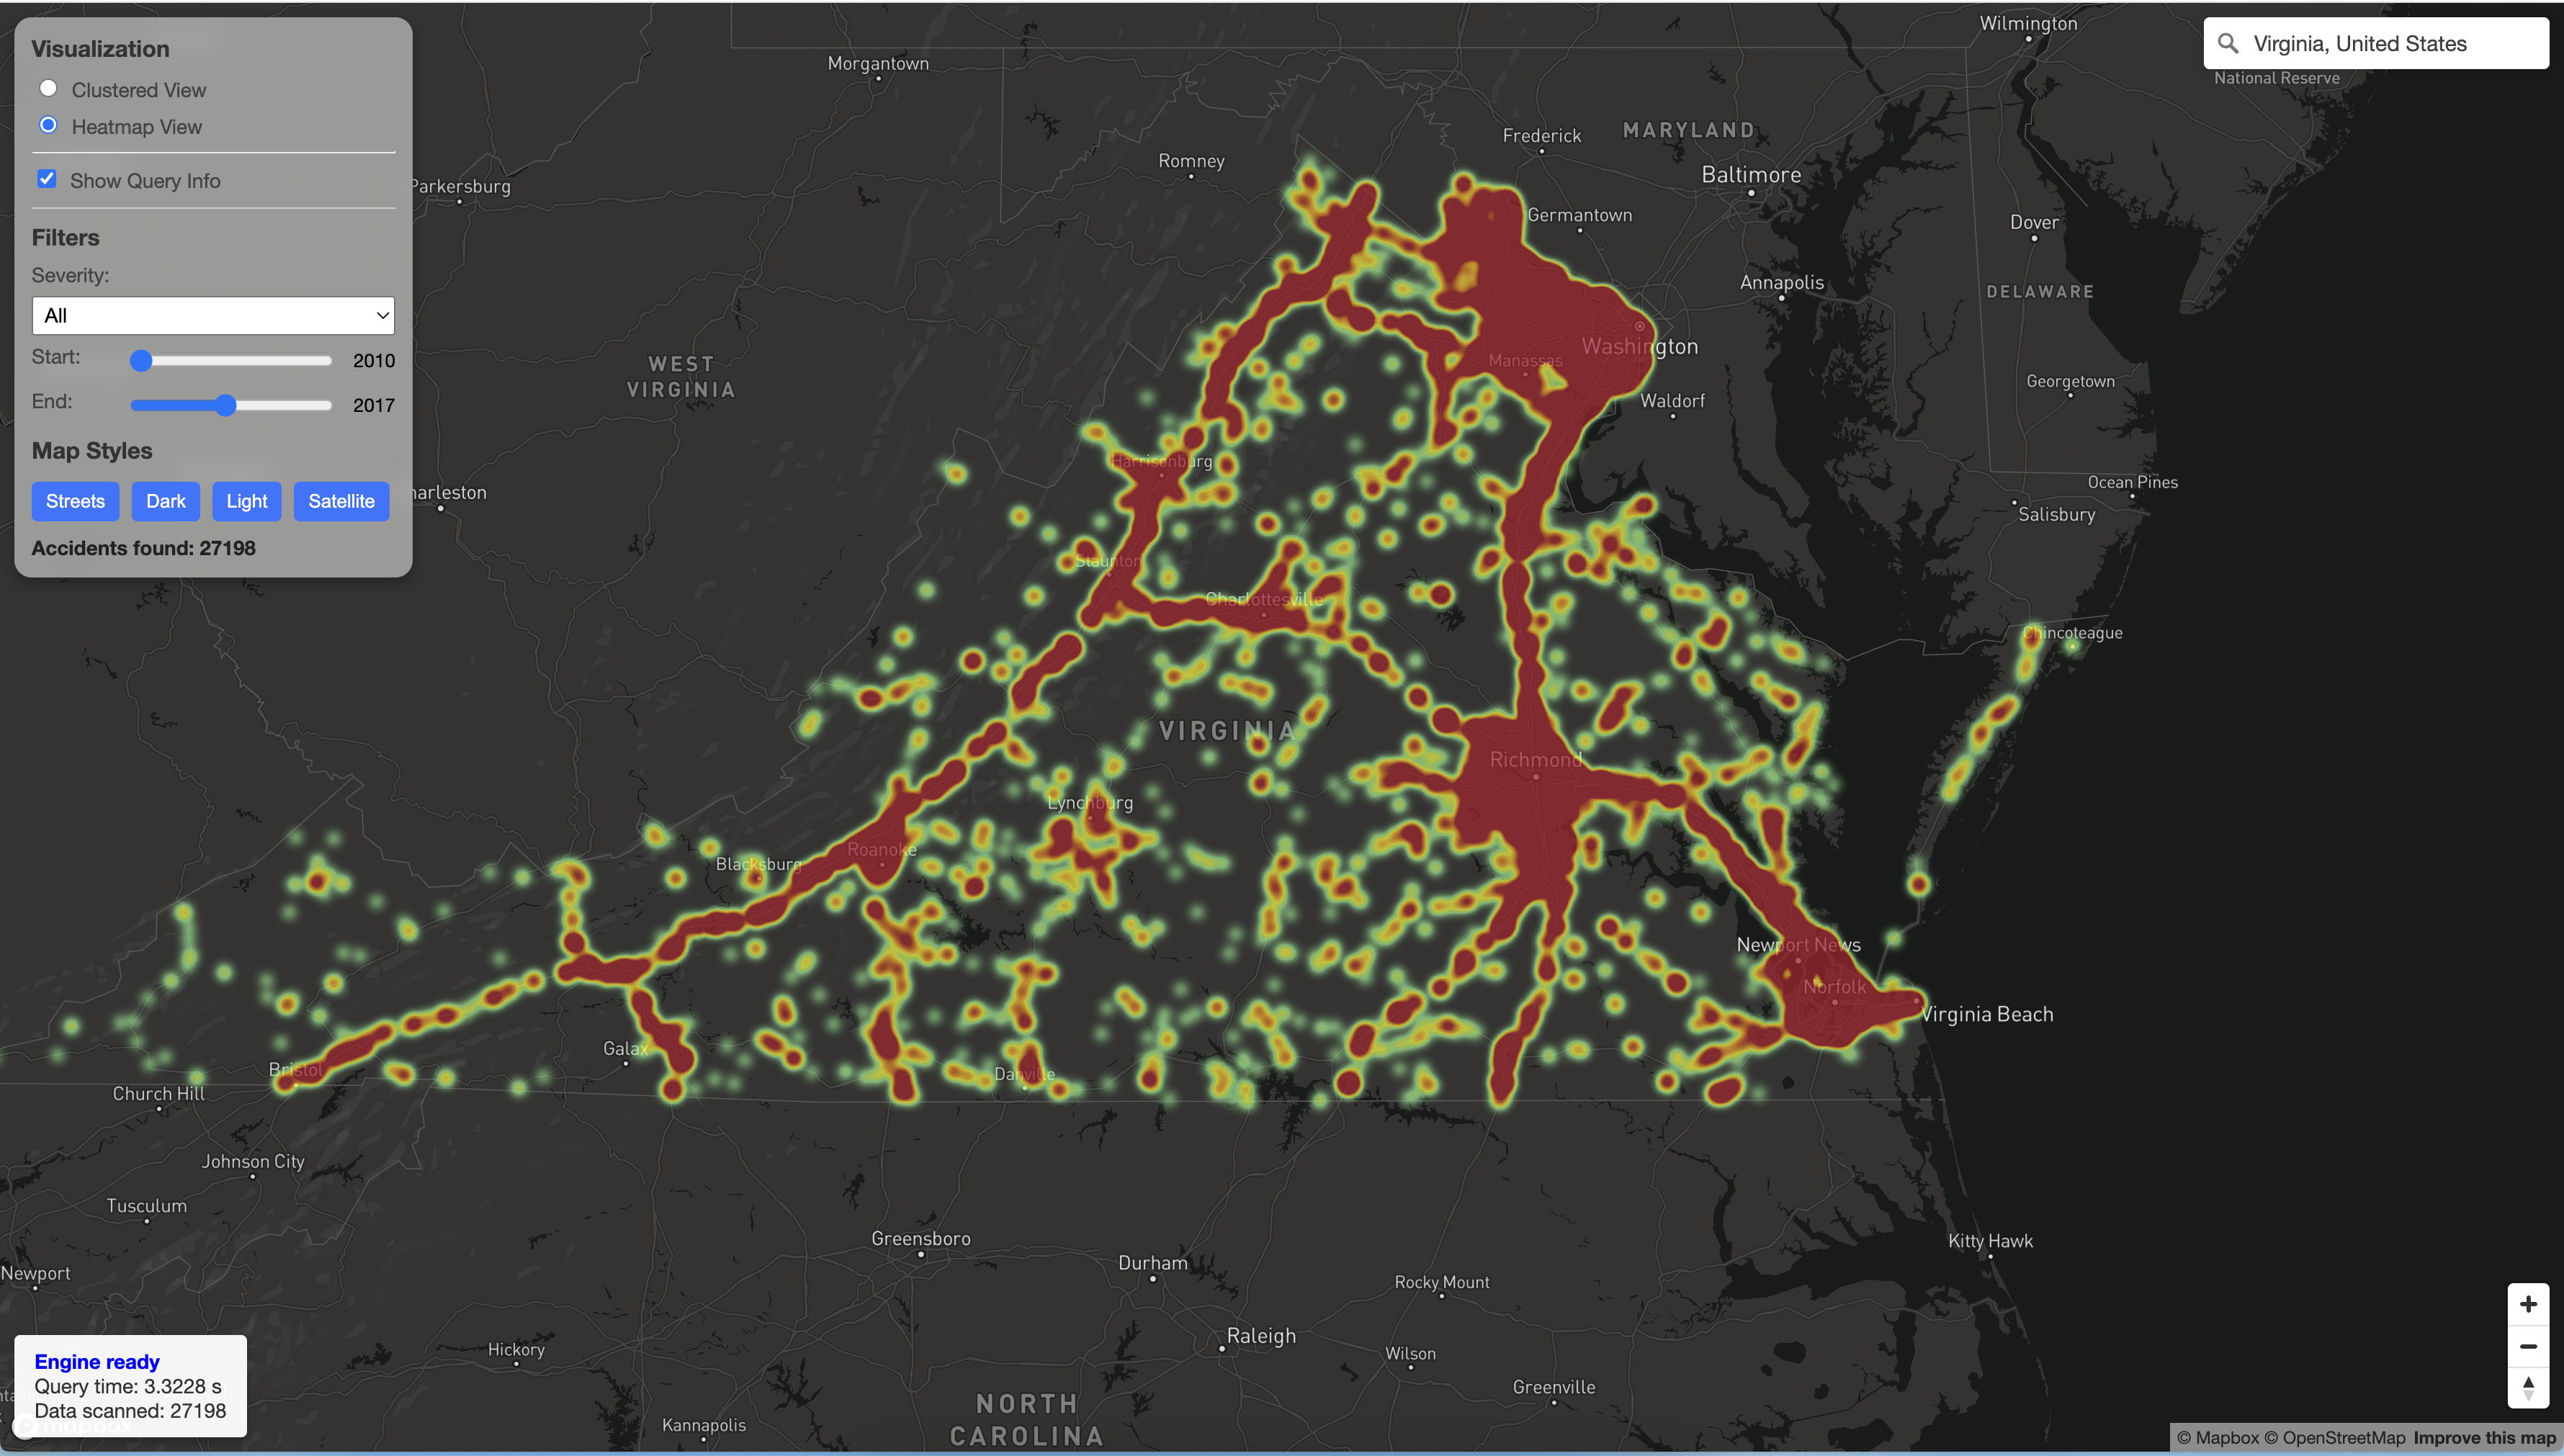 Visualization
Clustered View
Heatmap View
Show Query Info
Filters
Severity:
All
Start:
2010
End:
2017
Map Styles
Streets
Dark
Light
Satellite
Accidents found: 27198
Virginia, United States
National Reserve
Wilmington
Morgantown
Frederick
MARYLAND
Romney
Baltimore
Parkersburg
Germantown
Dover
Annapolis
DELAWARE
WEST
VIRGINIA
Washington
Manassas
Georgetown
Waldorf
Harrisonburg
harleston
Ocean Pines
Salisbury
Staunton
Charlottesville
Chincoteague
VIRGINIA
Richmond
Lynchburg
Roanoke
Blacksburg
Newport News
Norfolk
Virginia Beach
Galax
Bristol
Danville
Church Hill
Johnson City
Tusculum
Greensboro
Kitty Hawk
Durham
Newport
Rocky Mount
Raleigh
Hickory
Wilson
Greenville
NORTH
CAROLINA
Kannapolis
Engine ready
Query time: 3.3228 s
Data scanned: 27198
mapbox
© Mapbox © OpenStreetMap Improve this map